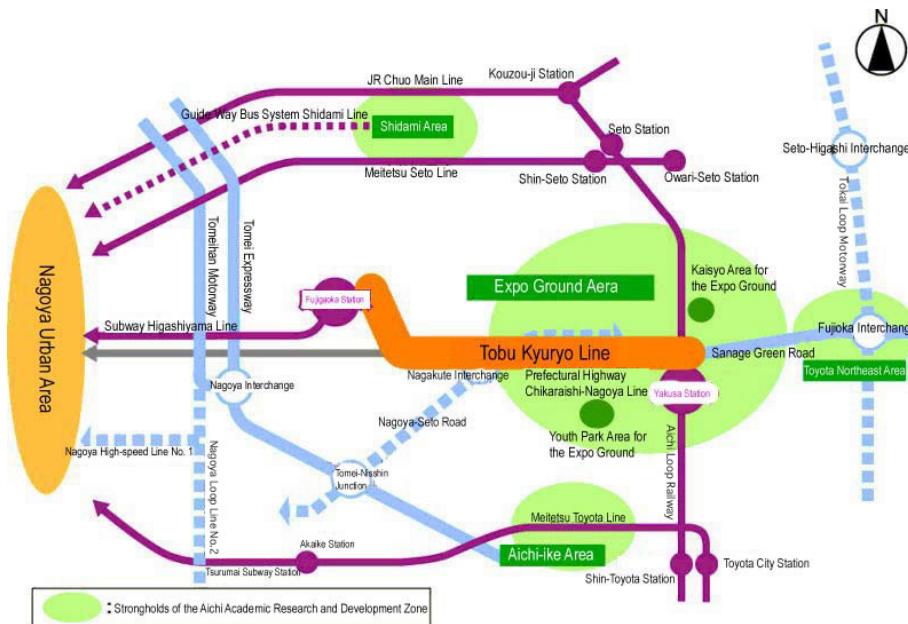 N
JR Chuo Main Line
Kouzou-ji Station
Guide Way Bus System Shidami Line
Shidami Area
Seto Station
Seto-Higashi Interchange
Meitetsu Seto Line
Shin-Seto Station
Owari-Seto Station
Tokai Loop Motorway
Tomeihan Motorway
Tomei Expressway
Nagoya Urban Area
Kaisyo Area for
the Expo Ground
Expo Ground Aera
Fujigaoka Station
Subway Higashiyama Line
Fujioka Interchang
Tobu Kyuryo Line
Sanage Green Road
Nagakute Interchange
Prefectural Highway
Chikaraishi-Nagoya Line
Toyota Northeast Area
Nagoya Interchange
Yakusa Station
Nagoya-Seto Road
Youth Park Area for
the Expo Ground
Nagoya High-speed Line No. 1
Nagoya Loop Line No.2
Aichi Loop Railway
Tomei-Nisshin
Junction
Meitetsu Toyota Line
Akaike Station
Aichi-ike Area
Tsurumai Subway Station
Shin-Toyota Station
Toyota City Station
: Strongholds of the Aichi Academic Research and Development Zone